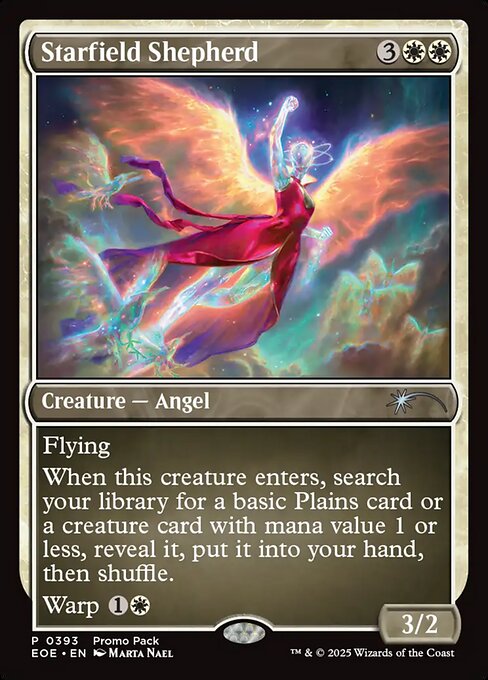 Starfield Shepherd 3
Creature — Angel
Flying
When this creature enters, search
your library for a basic Plains card or
a creature card with mana value 1 or
less, reveal it, put it into your hand,
then shuffle.
Warp 1
3/2
P 0393 Promo Pack
EOE • EN Marta Nael
™ & © 2025 Wizards of the Coast